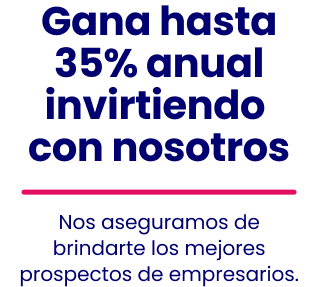 Gana hasta
35% anual
invirtiendo
con nosotros
Nos aseguramos de
brindarte los mejores
prospectos de empresarios.